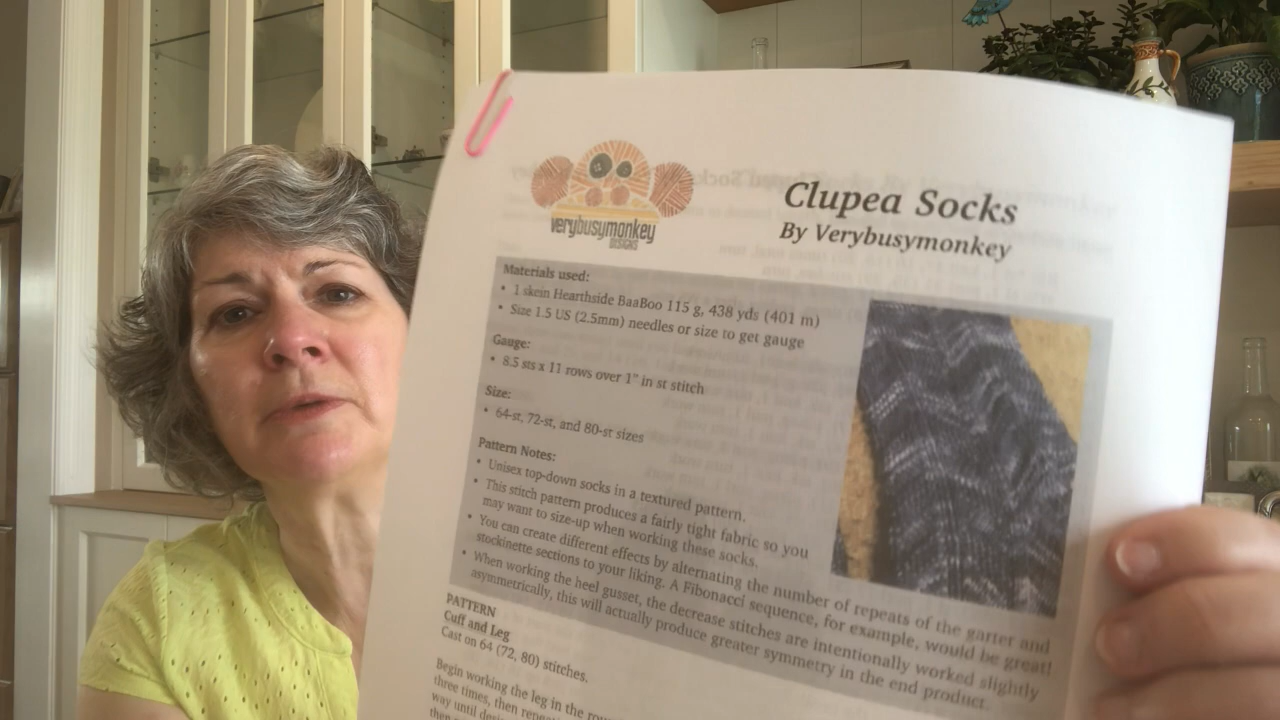 verybusymonkey
DESIGNS
Clupea Socks
By Verybusymonkey
Materials used:
• 1 skein Hearthside BaaBoo 115 g, 438 yds (401 m)
• Size 1.5 US (2.5mm) needles or size to get gauge
Gauge:
• 8.5 sts x 11 rows over 1" in st stitch
Size:
• 64-st, 72-st, and 80-st sizes
Pattern Notes:
• Unisex top-down socks in a textured pattern.
• This stitch pattern produces a fairly tight fabric so you
may want to size-up when working these socks.
• You can create different effects by alternating the number of repeats of the garter and
stockinette sections to your liking. A Fibonacci sequence, for example, would be great!
• When working the heel gusset, the decrease stitches are intentionally worked slightly
asymmetrically, this will actually produce greater symmetry in the end product.
PATTERN
Cuff and Leg
Cast on 64 (72, 80) stitches.
Begin working the leg in the
three times, then
way until